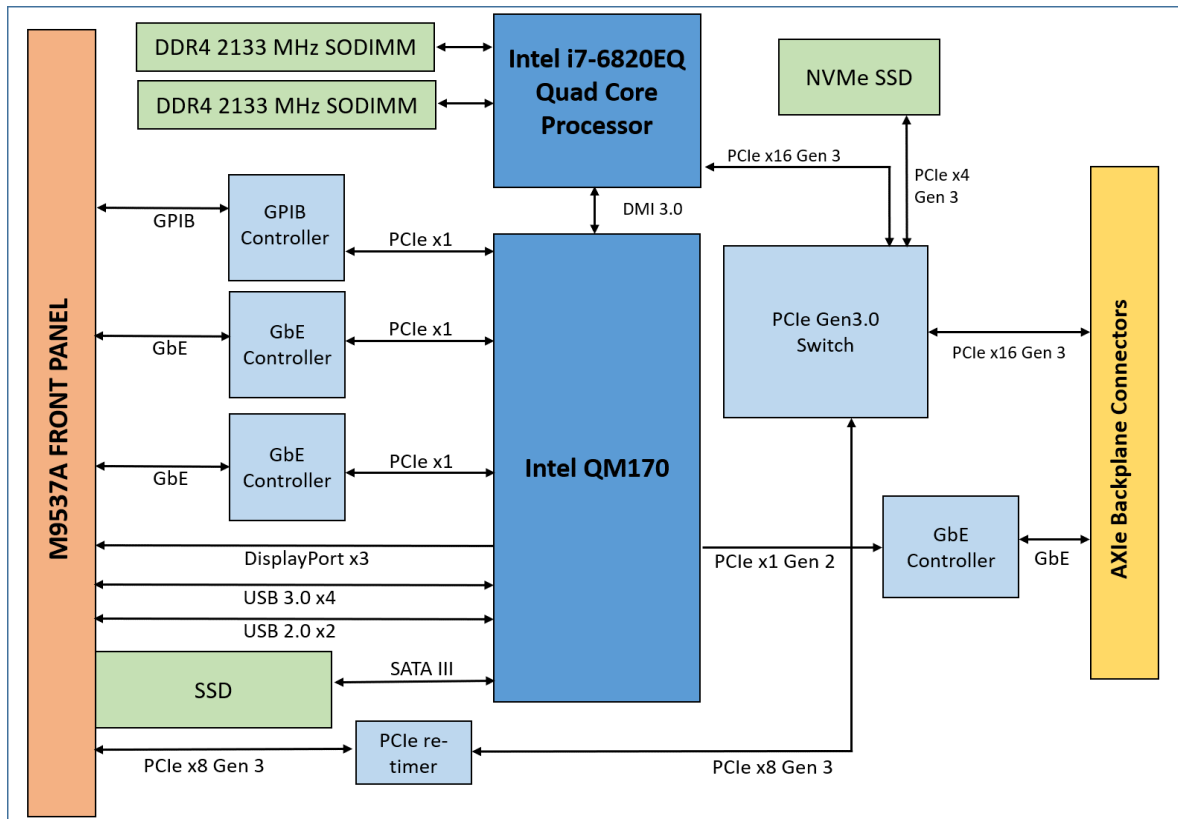 DDR4 2133 MHz SODIMM
DDR4 2133 MHz SODIMM
Intel i7-6820EQ
Quad Core
Processor
NVMe SSD
PCIe x16 Gen 3
PCIe x4
Gen 3
DMI 3.0
M9537A FRONT PANEL
GPIB
GPIB
Controller
PCIe x1
GbE
GbE
Controller
PCIe x1
GbE
GbE
Controller
PCIe x1
Intel QM170
PCIe Gen3.0
Switch
PCIe x16 Gen 3
AXIe Backplane Connectors
DisplayPort x3
USB 3.0 x4
USB 2.0 x2
PCIe x1 Gen 2
GbE
Controller
GbE
SSD
SATA III
PCIe x8 Gen 3
PCIe re-
timer
PCIe x8 Gen 3